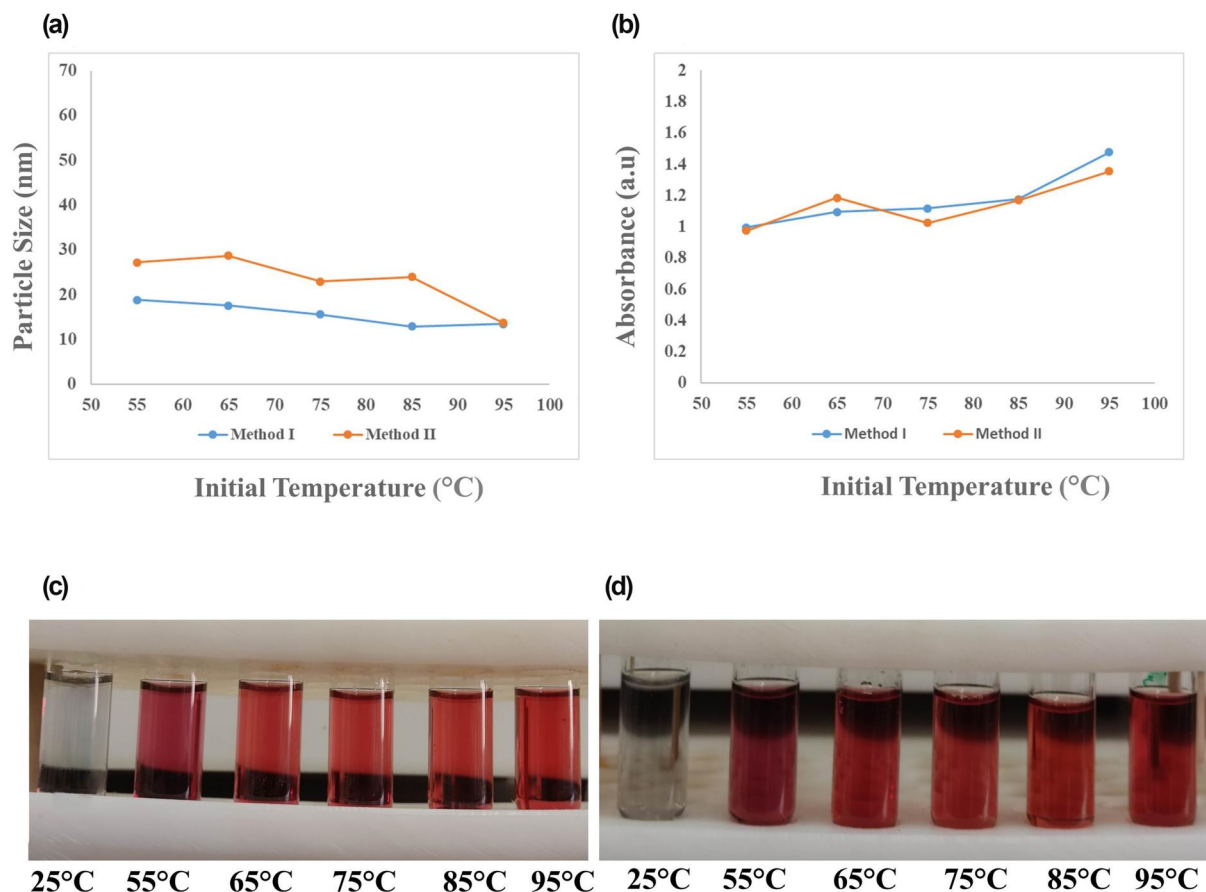 (a)
70
60
50
40
30
20
10
0
Particle Size (nm)
50 55 60 65 70 75 80 85 90 95 100
Method I Method II
Initial Temperature (°C)
(b)
2
1.8
1.6
1.4
1.2
1
0.8
0.6
0.4
0.2
0
Absorbance (a.u)
50 55 60 65 70 75 80 85 90 95 100
Method I Method II
Initial Temperature (°C)
(c)
25°C 55°C 65°C 75°C 85°C 95°C
(d)
25°C 55°C 65°C 75°C 85°C 95°C